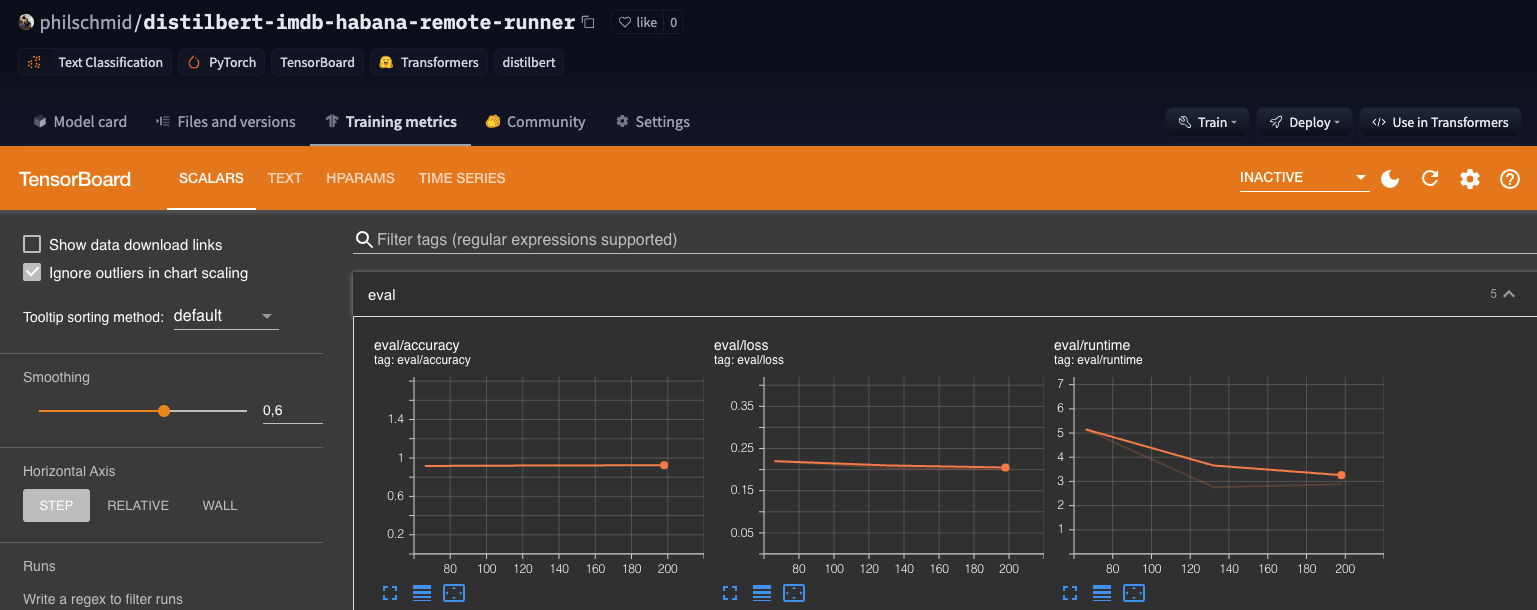 philschmid/distilbert-imdb-habana-remote-runner like 0
Text Classification PyTorch TensorBoard Transformers distilbert
Model card Files and versions Training metrics Community Settings Train Deploy </> Use in Transformers
TensorBoard SCALARS TEXT HPARAMS TIME SERIES INACTIVE
Show data download links
Ignore outliers in chart scaling
Tooltip sorting method: default
Smoothing
0,6
Horizontal Axis
STEP RELATIVE WALL
Runs
Write a regex to filter runs
Filter tags (regular expressions supported)
eval 5
eval/accuracy
tag: eval/accuracy
1.4
1
0.6
0.2
80 100 120 140 160 180 200
eval/loss
tag: eval/loss
0.35
0.25
0.15
0.05
80 100 120 140 160 180 200
eval/runtime
tag: eval/runtime
7
6
5
4
3
2
1
80 100 120 140 160 180 200